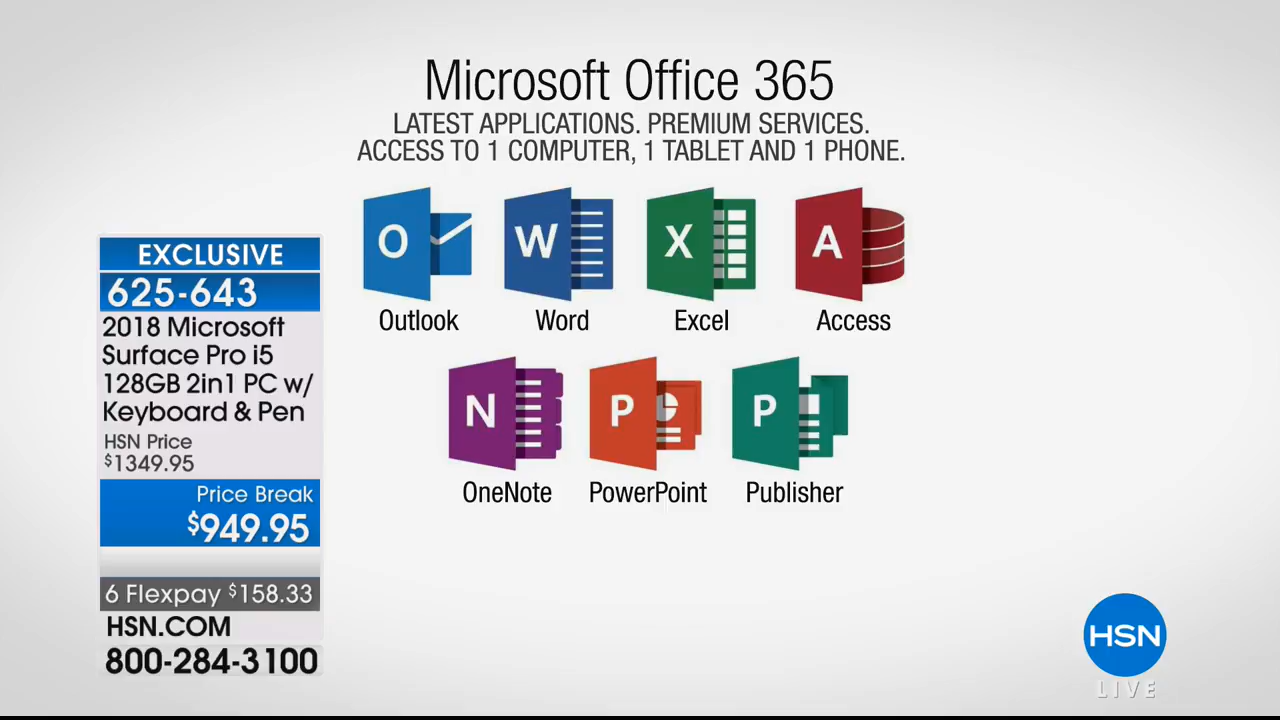 Microsoft Office 365
LATEST APPLICATIONS. PREMIUM SERVICES.
ACCESS TO 1 COMPUTER, 1 TABLET AND 1 PHONE.
O
W
X
A
Outlook
Word
Excel
Access
N
P
P
OneNote
PowerPoint
Publisher
EXCLUSIVE
625-643
2018 Microsoft
Surface Pro i5
128GB 2in1 PC w/
Keyboard & Pen
HSN Price
$1349.95
Price Break
$949.95
6 Flexpay $158.33
HSN.COM
800-284-3100
HSN
LIVE